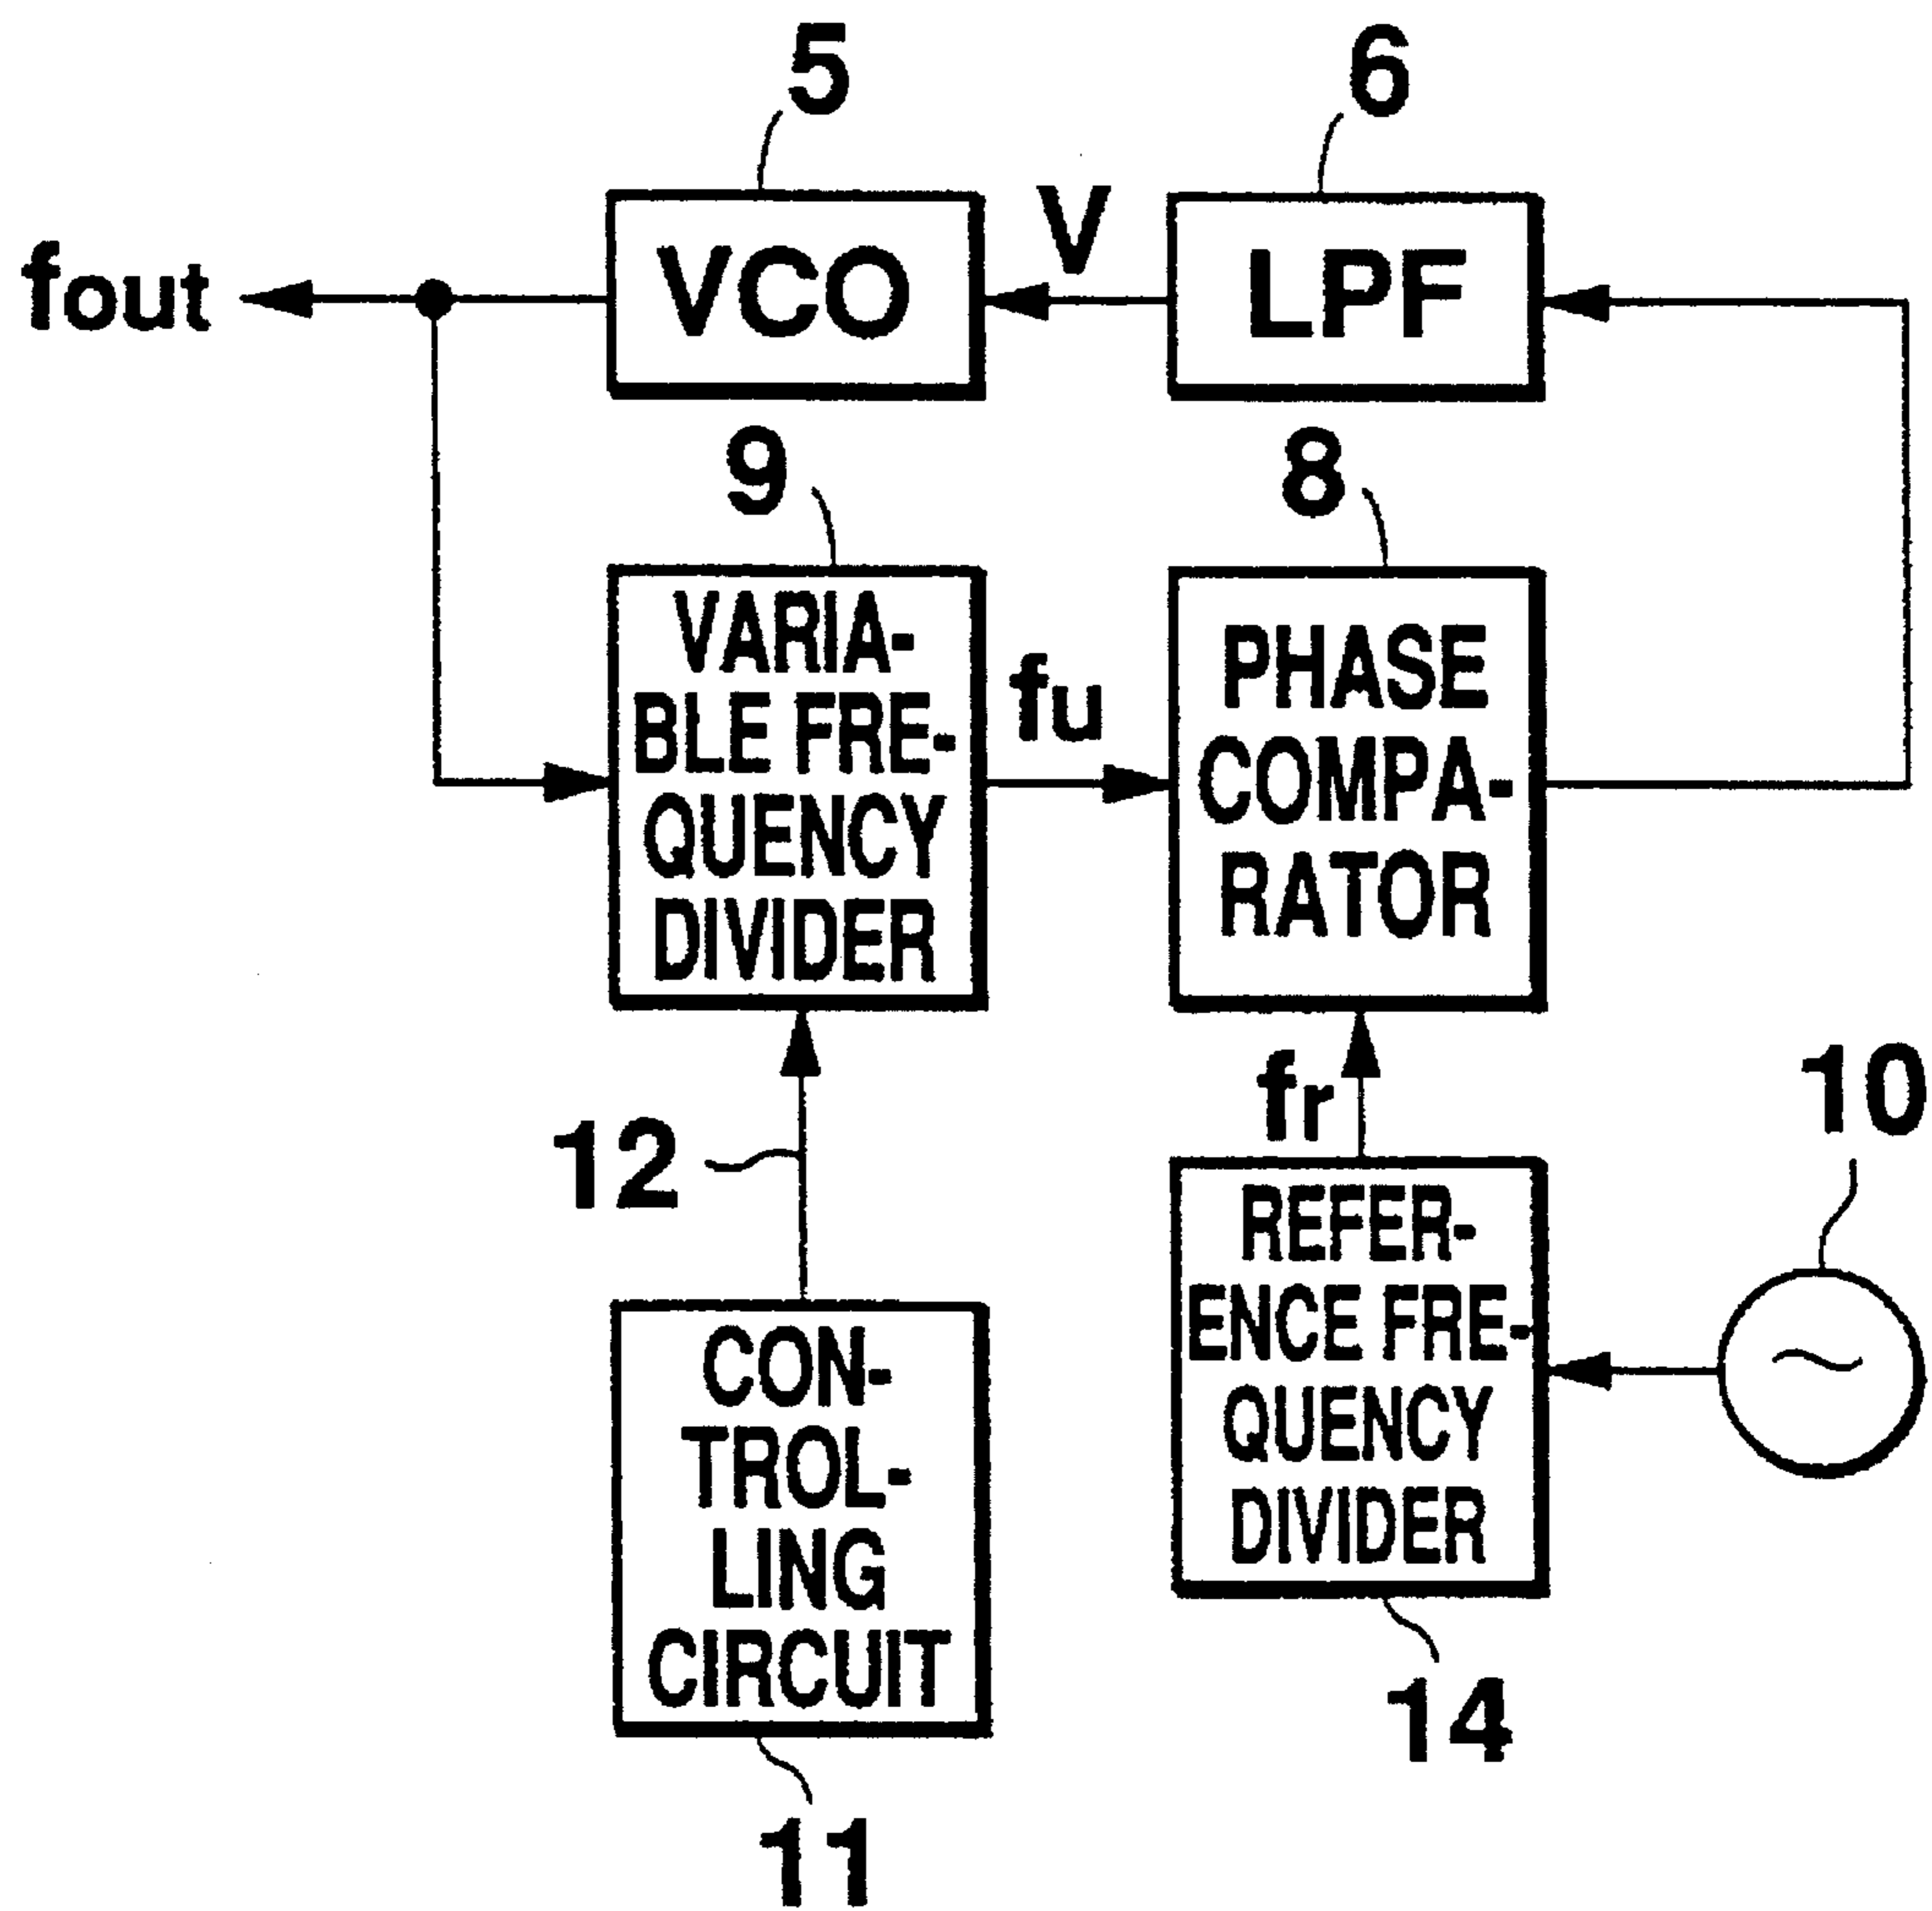 5
6
fout
VCO
V
LPF
9
8
VARIA-
BLE FRE-
QUENCY
DIVIDER
fu
PHASE
COMPA-
RATOR
12
fr
10
REFER-
ENCE FRE-
QUENCY
DIVIDER
CON-
TROL-
LING
CIRCUIT
14
11